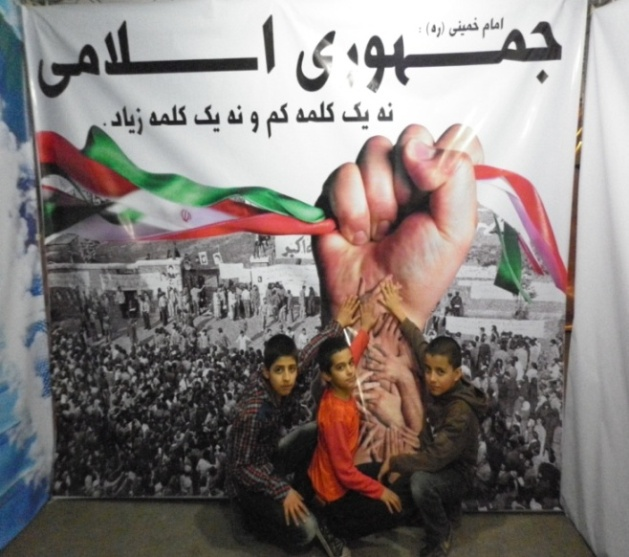 امام خمینی (ره) :
جمهوری اسلامی
نه یک کلمه کم و نه یک کلمه زیاد.